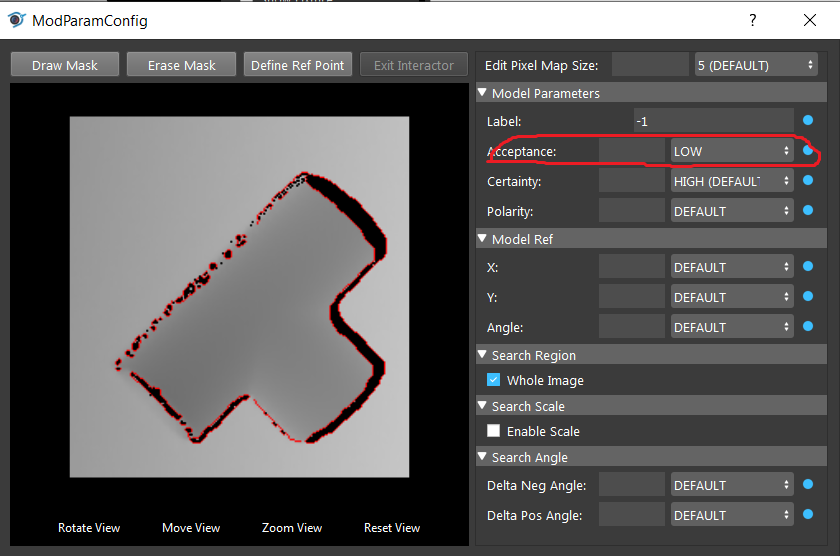 ModParamConfig
?
Draw Mask
Erase Mask
Define Ref Point
Exit Interactor
Edit Pixel Map Size:
5 (DEFAULT)
Model Parameters
Label:
-1
Acceptance:
LOW
Certainty:
HIGH (DEFAUL
Polarity:
DEFAULT
Model Ref
X:
DEFAULT
Y:
DEFAULT
Angle:
DEFAULT
Search Region
Whole Image
Search Scale
Enable Scale
Search Angle
Delta Neg Angle:
DEFAULT
Delta Pos Angle:
DEFAULT
Rotate View
Move View
Zoom View
Reset View